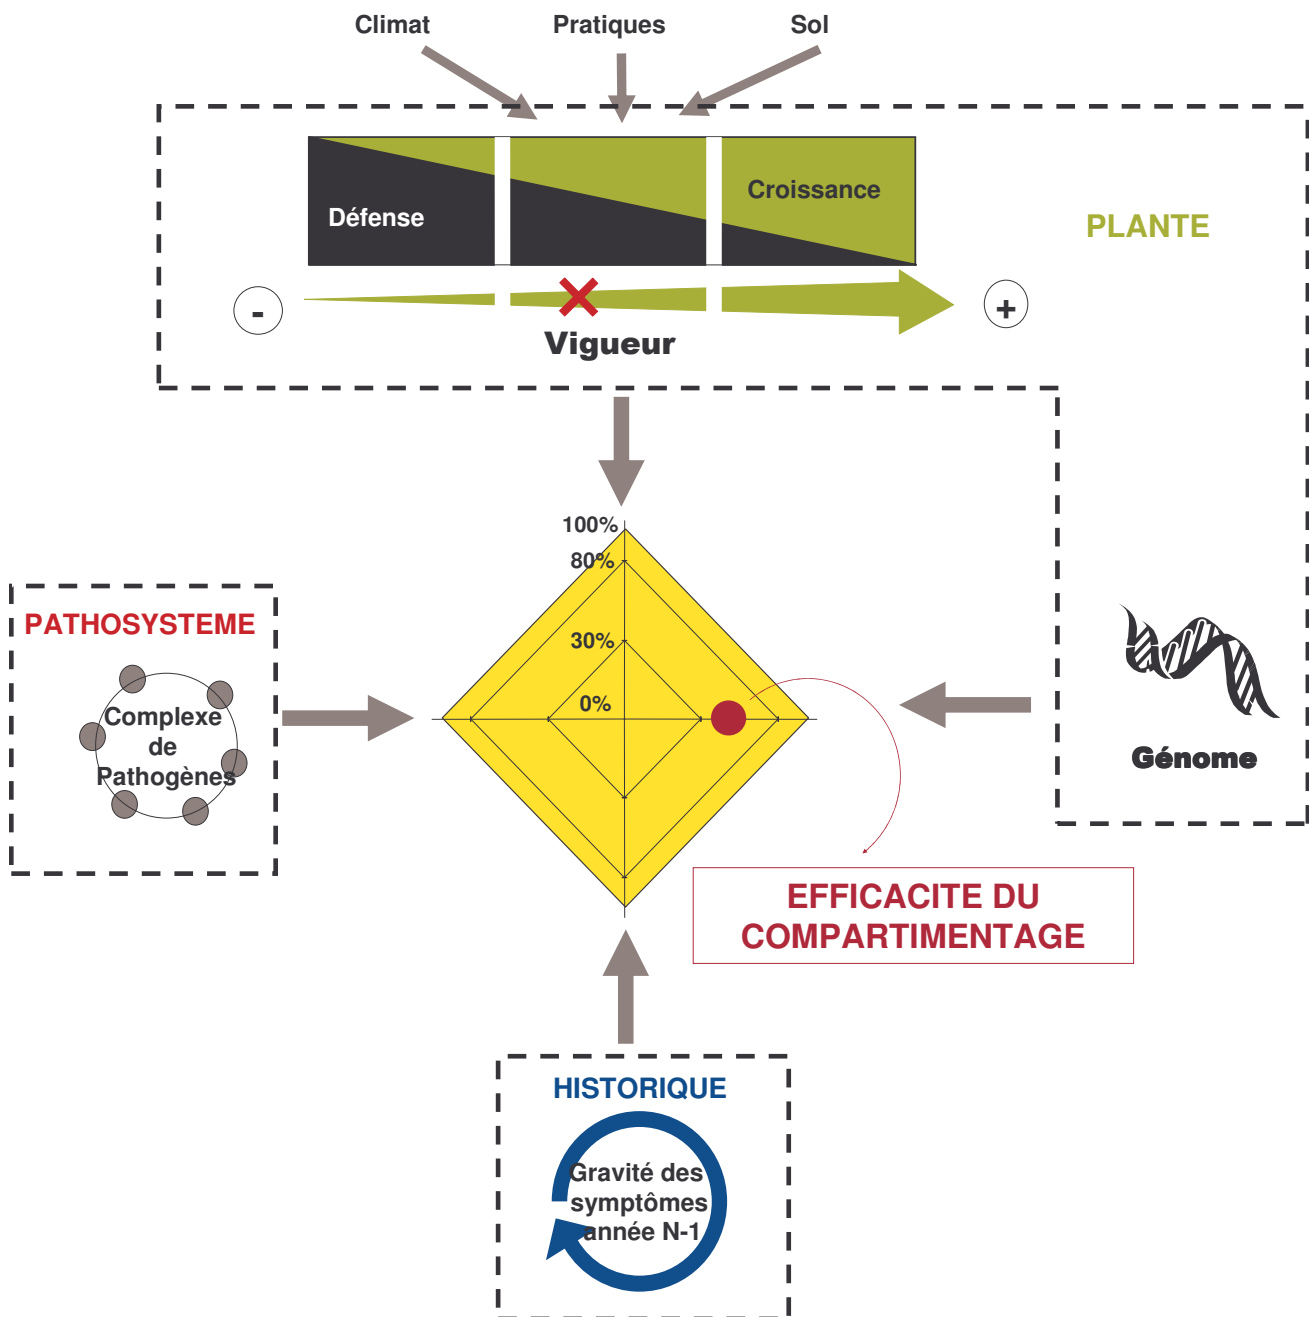 Climat
Pratiques
Sol
Défense
Croissance
PLANTE
-
+
Vigueur
100%
80%
30%
0%
PATHOSYSTEME
Complexe
de
Pathogènes
Génome
EFFICACITE DU
COMPARTIMENTAGE
HISTORIQUE
Gravité des
symptômes
année N-1